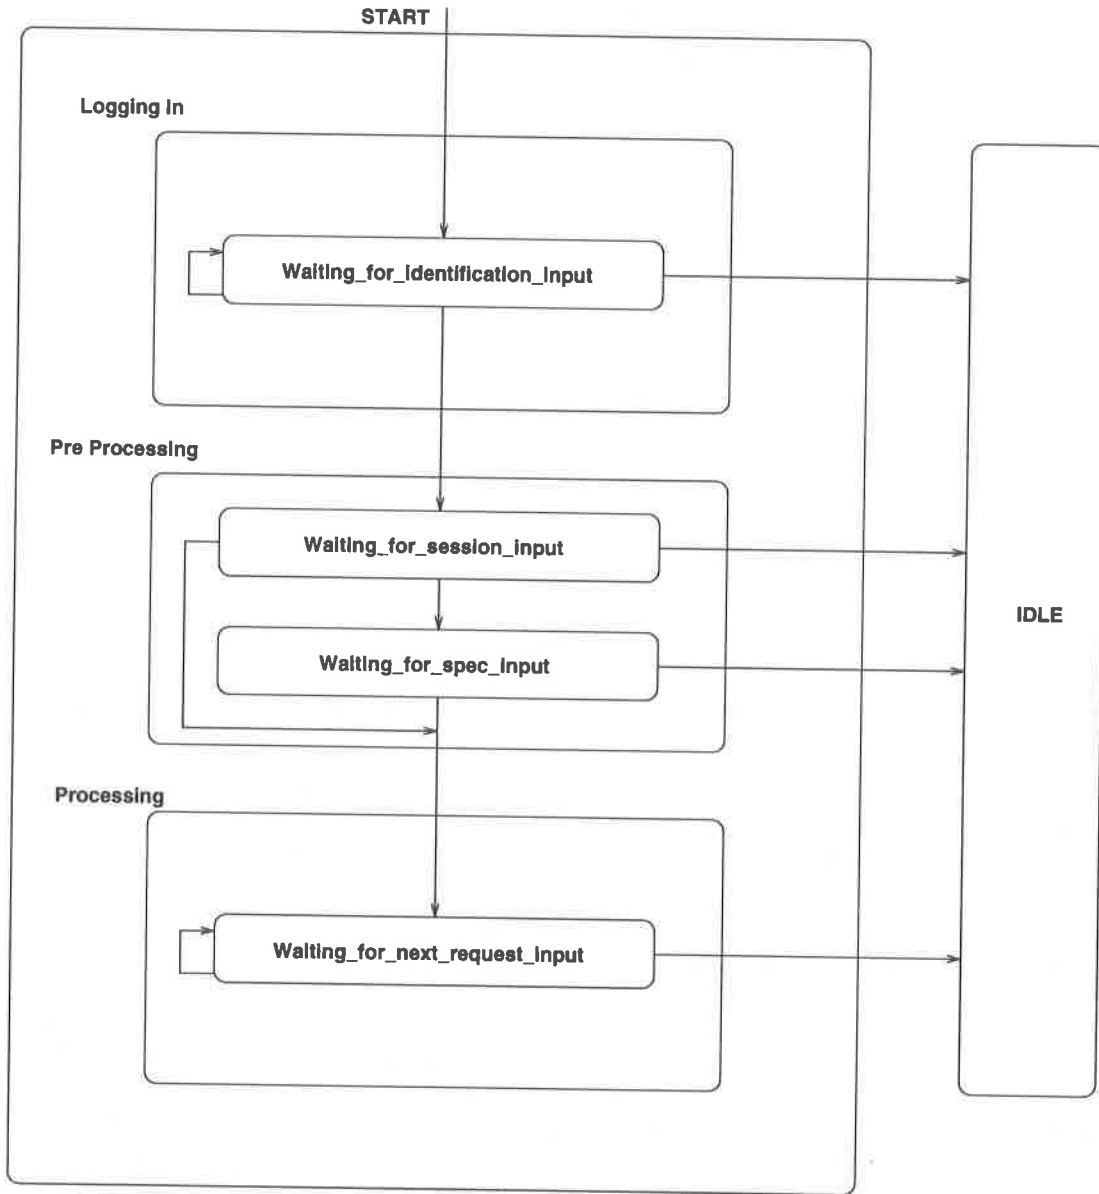 START
Logging In
Waiting_for_identification_input
Pre Processing
Waiting_for_session_input
IDLE
Waiting_for_spec_input
Processing
Waiting_for_next_request_input